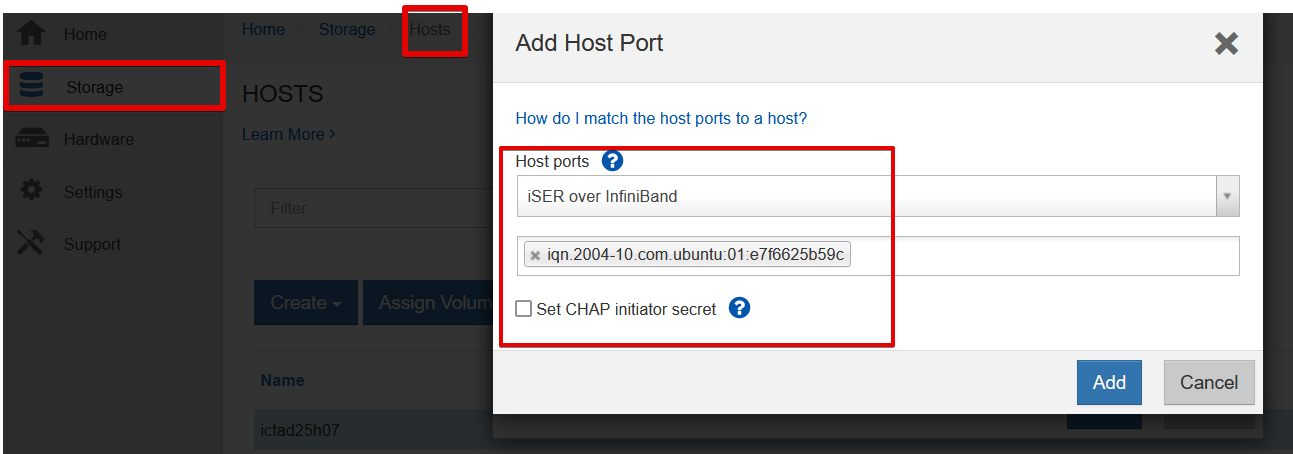 Home
Storage
Hardware
Settings
Support
Home / Storage / Hosts
HOSTS
Learn More >
Filter
Create
Assign Volum
Name
ictad25h07
Add Host Port
How do I match the host ports to a host?
Host ports ?
iSER over InfiniBand
× iqn.2004-10.com.ubuntu:01:e7f6625b59c
Set CHAP initiator secret ?
Add
Cancel